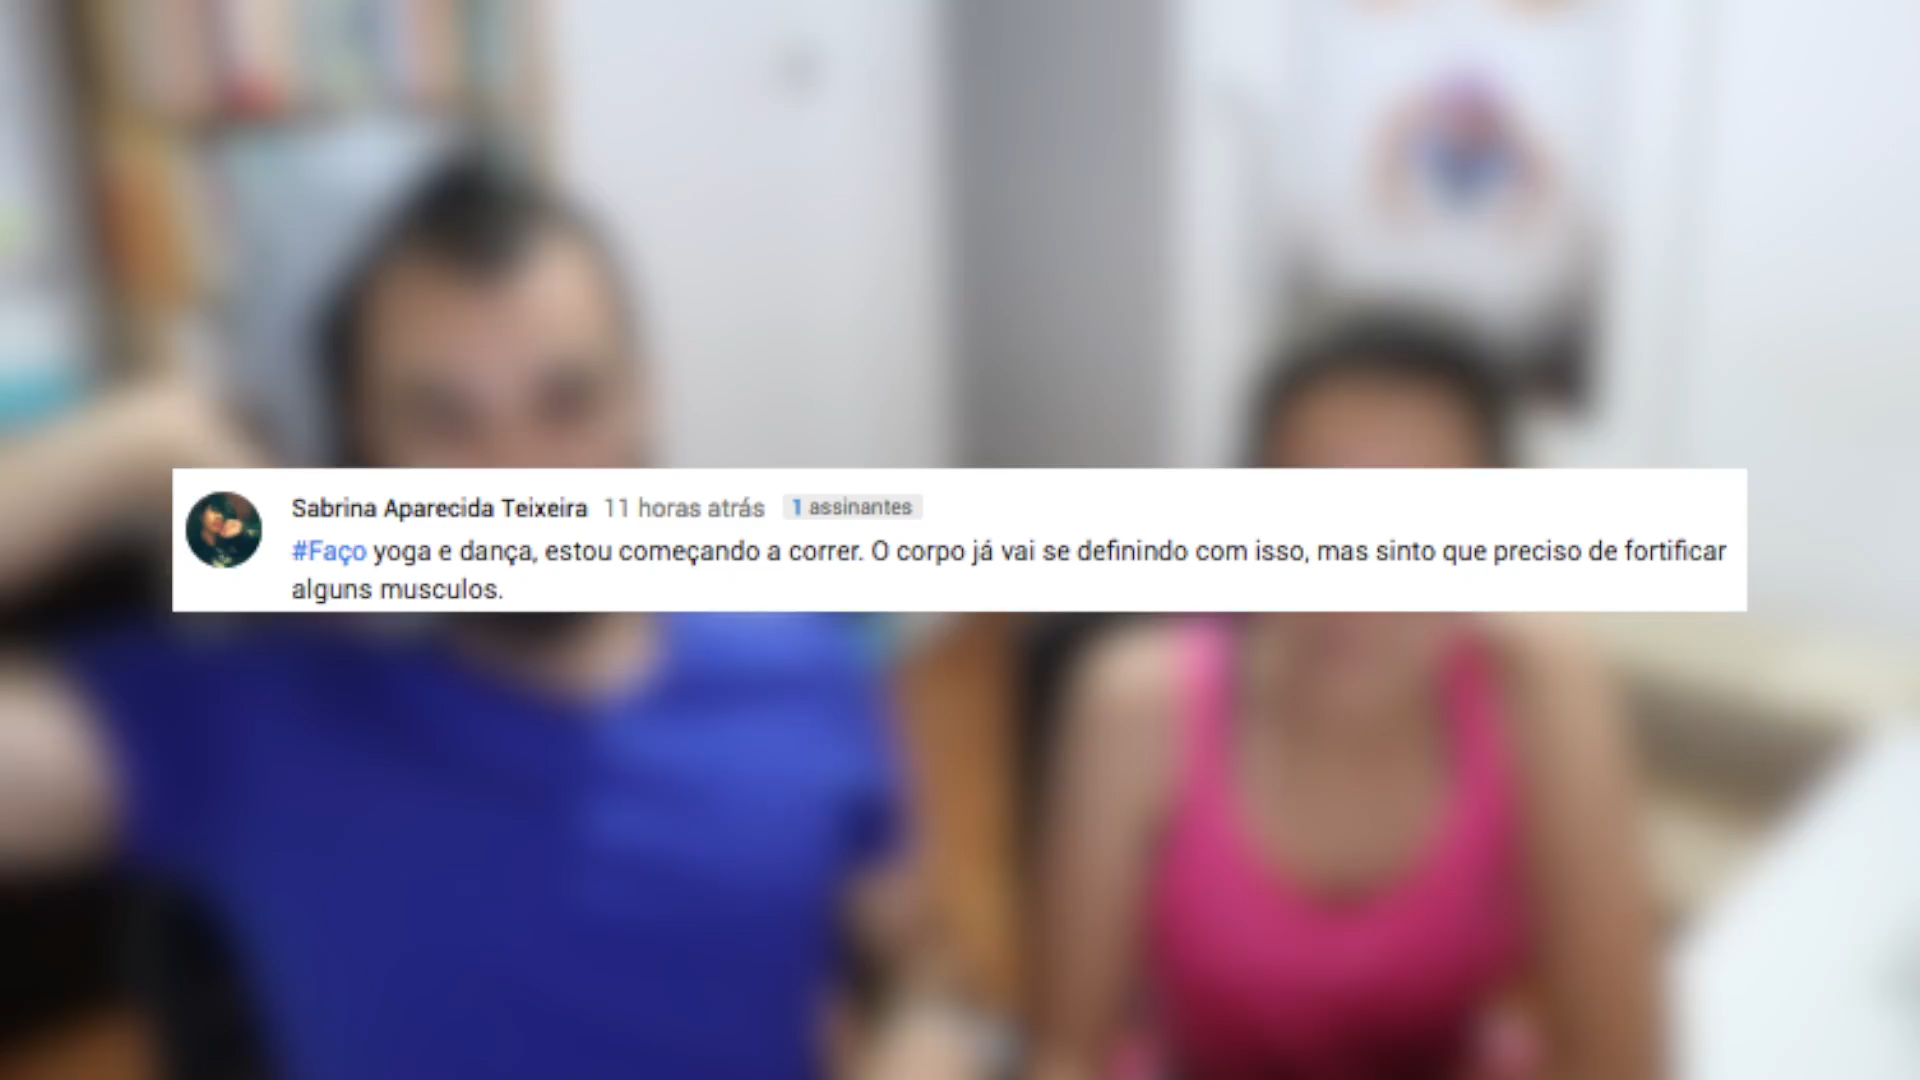 Sabrina Aparecida Teixeira 11 horas atrás 1 assinantes
#Faço yoga e dança, estou começando a correr. O corpo já vai se definindo com isso, mas sinto que preciso de fortificar
alguns musculos.